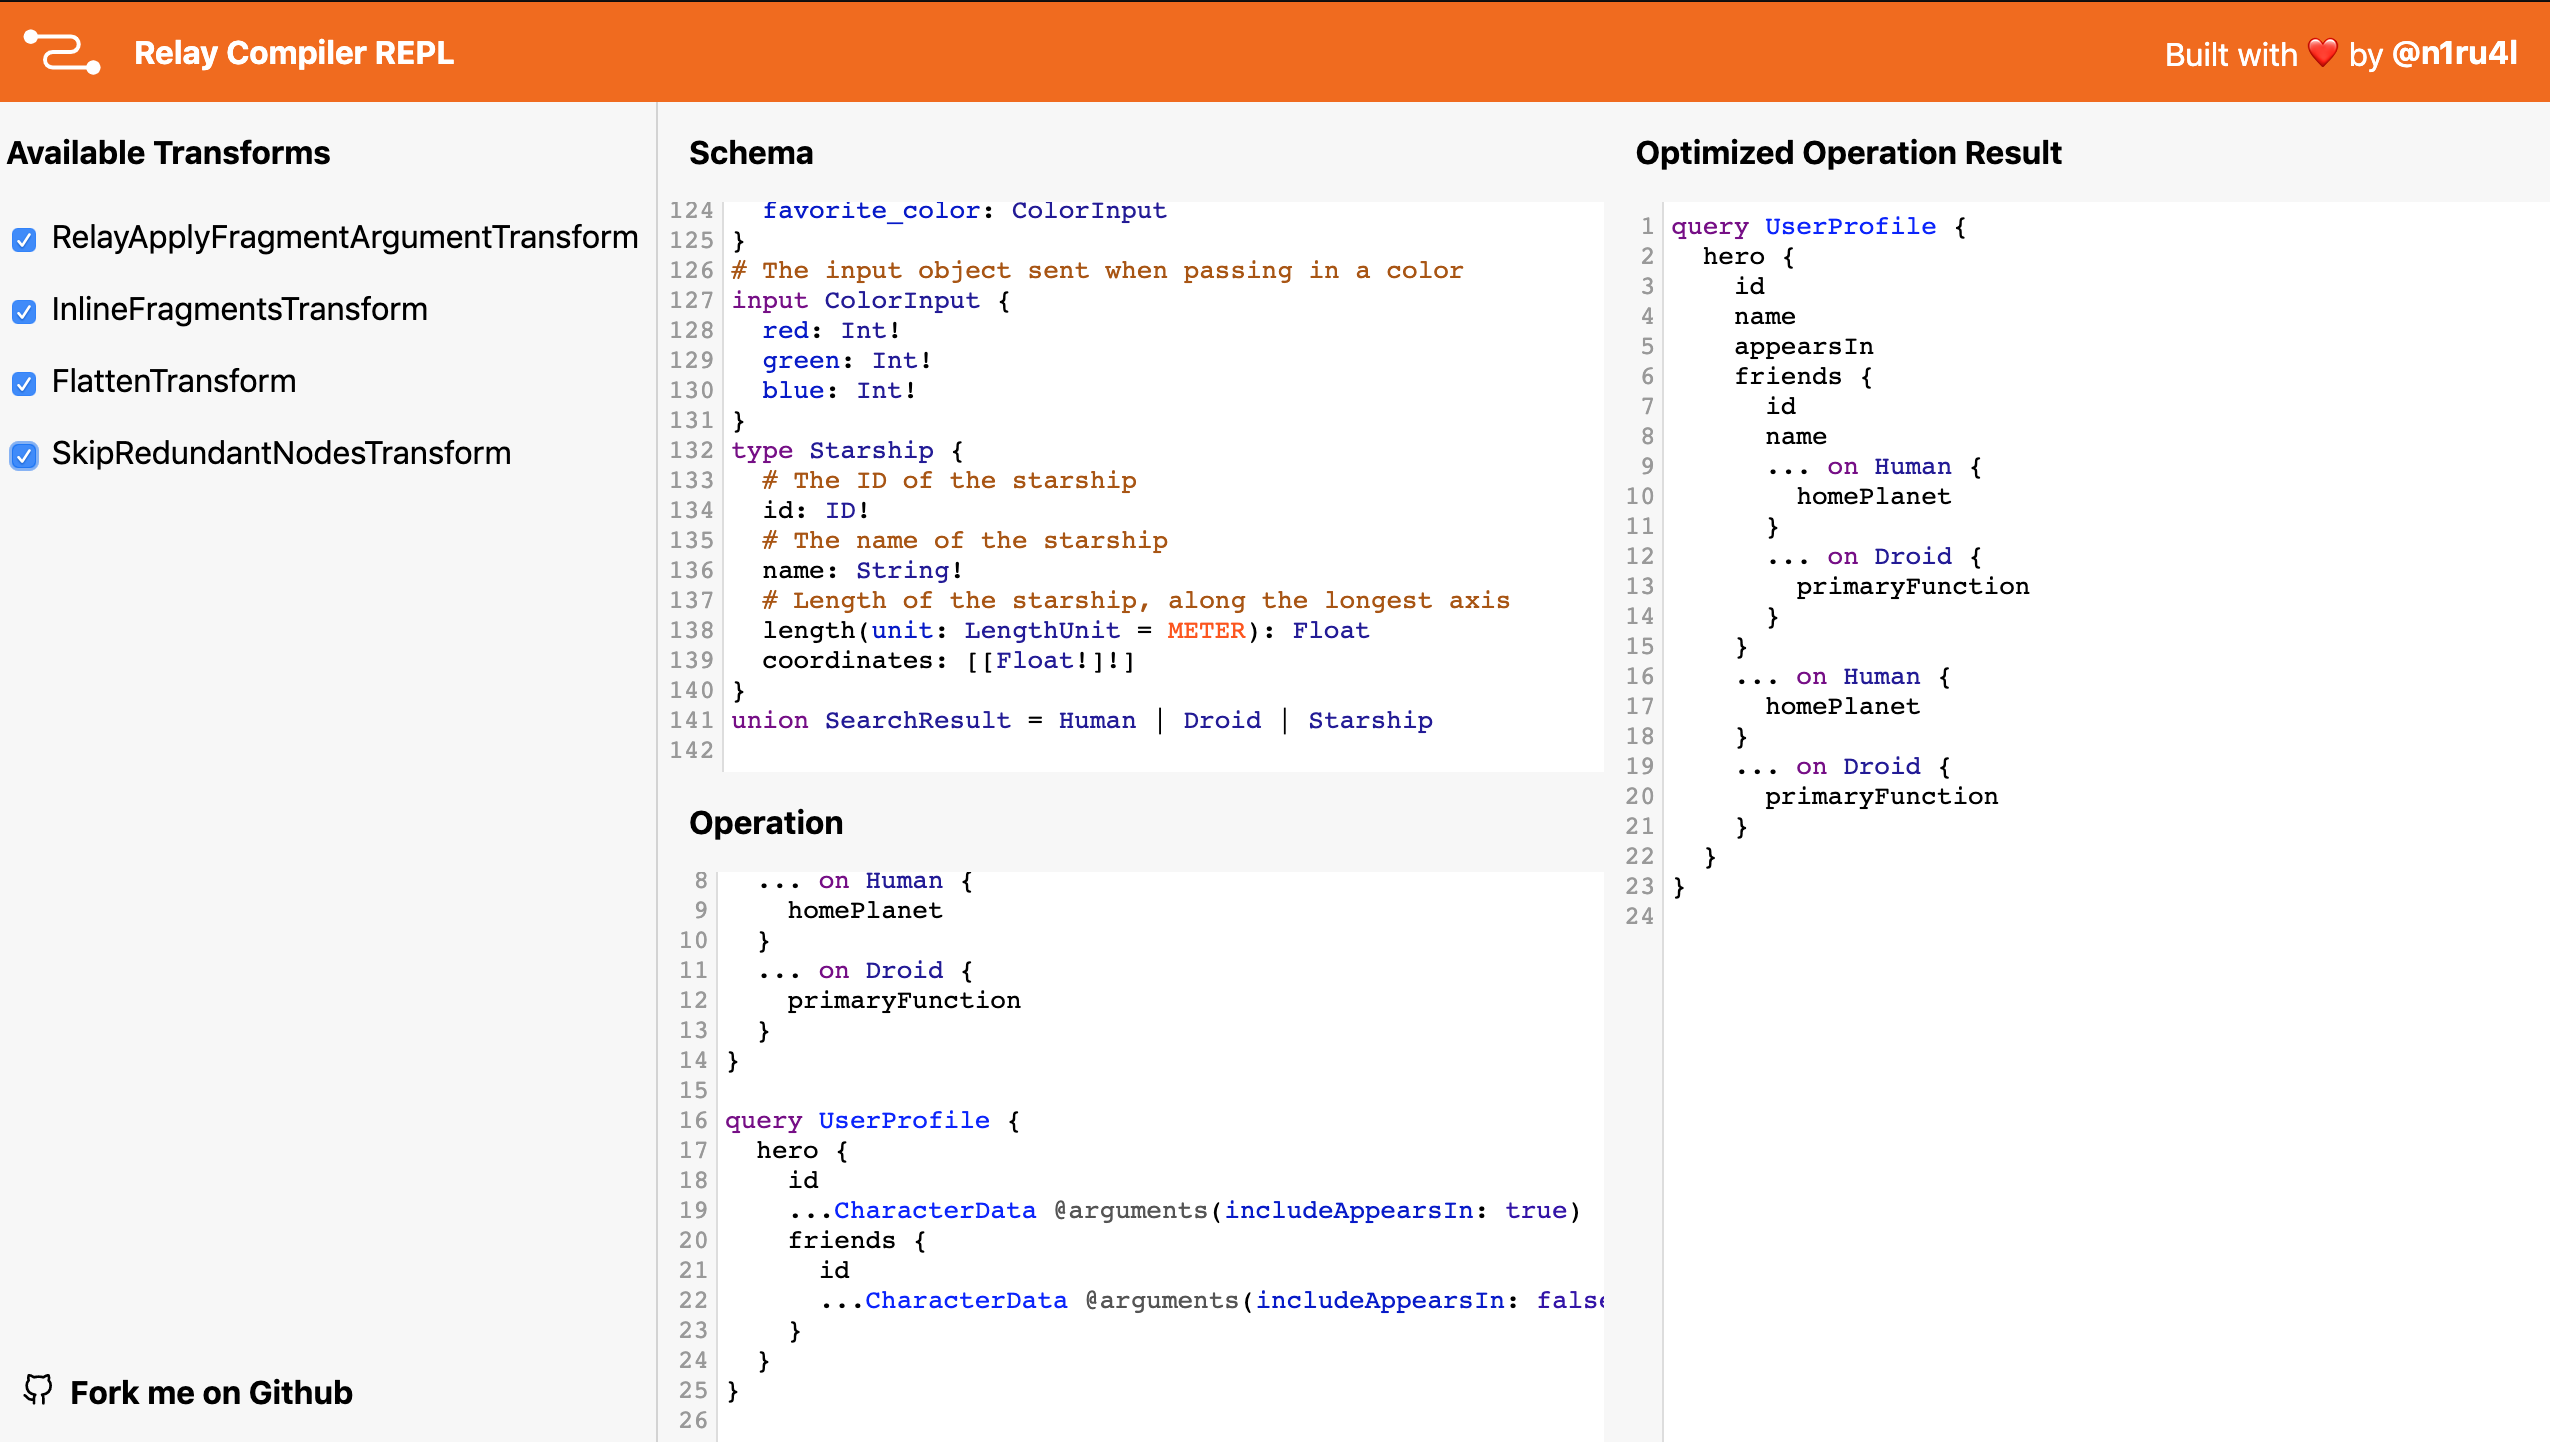 Relay Compiler REPL
Built with ❤️ by @n1ru4l
Available Transforms
RelayApplyFragmentArgumentTransform
InlineFragmentsTransform
FlattenTransform
SkipRedundantNodesTransform
Fork me on Github
Schema
124   favorite_color: ColorInput
125 }
126 # The input object sent when passing in a color
127 input ColorInput {
128   red: Int!
129   green: Int!
130   blue: Int!
131 }
132 type Starship {
133   # The ID of the starship
134   id: ID!
135   # The name of the starship
136   name: String!
137   # Length of the starship, along the longest axis
138   length(unit: LengthUnit = METER): Float
139   coordinates: [[Float!]!]
140 }
141 union SearchResult = Human | Droid | Starship
142
Operation
8   ... on Human {
9     homePlanet
10   }
11   ... on Droid {
12     primaryFunction
13   }
14 }
15
16 query UserProfile {
17   hero {
18     id
19     ...CharacterData @arguments(includeAppearsIn: true)
20     friends {
21       id
22       ...CharacterData @arguments(includeAppearsIn: false
23     }
24   }
25 }
26
Optimized Operation Result
1 query UserProfile {
2   hero {
3     id
4     name
5     appearsIn
6     friends {
7       id
8       name
9       ... on Human {
10         homePlanet
11       }
12       ... on Droid {
13         primaryFunction
14       }
15     }
16     ... on Human {
17       homePlanet
18     }
19     ... on Droid {
20       primaryFunction
21     }
22   }
23 }
24